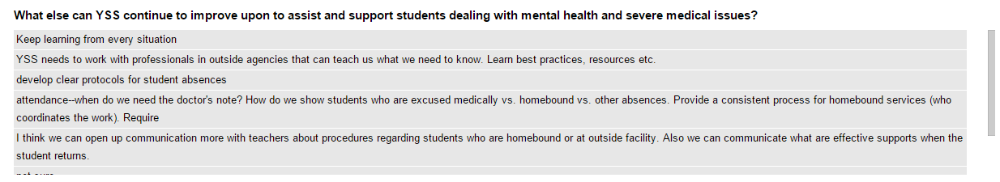 What else can YSS continue to improve upon to assist and support students dealing with mental health and severe medical issues?
Keep learning from every situation
YSS needs to work with professionals in outside agencies that can teach us what we need to know. Learn best practices, resources etc.
develop clear protocols for student absences
attendance--when do we need the doctor's note? How do we show students who are excused medically vs. homebound vs. other absences. Provide a consistent process for homebound services (who
coordinates the work). Require
I think we can open up communication more with teachers about procedures regarding students who are homebound or at outside facility. Also we can communicate what are effective supports when the
student returns.